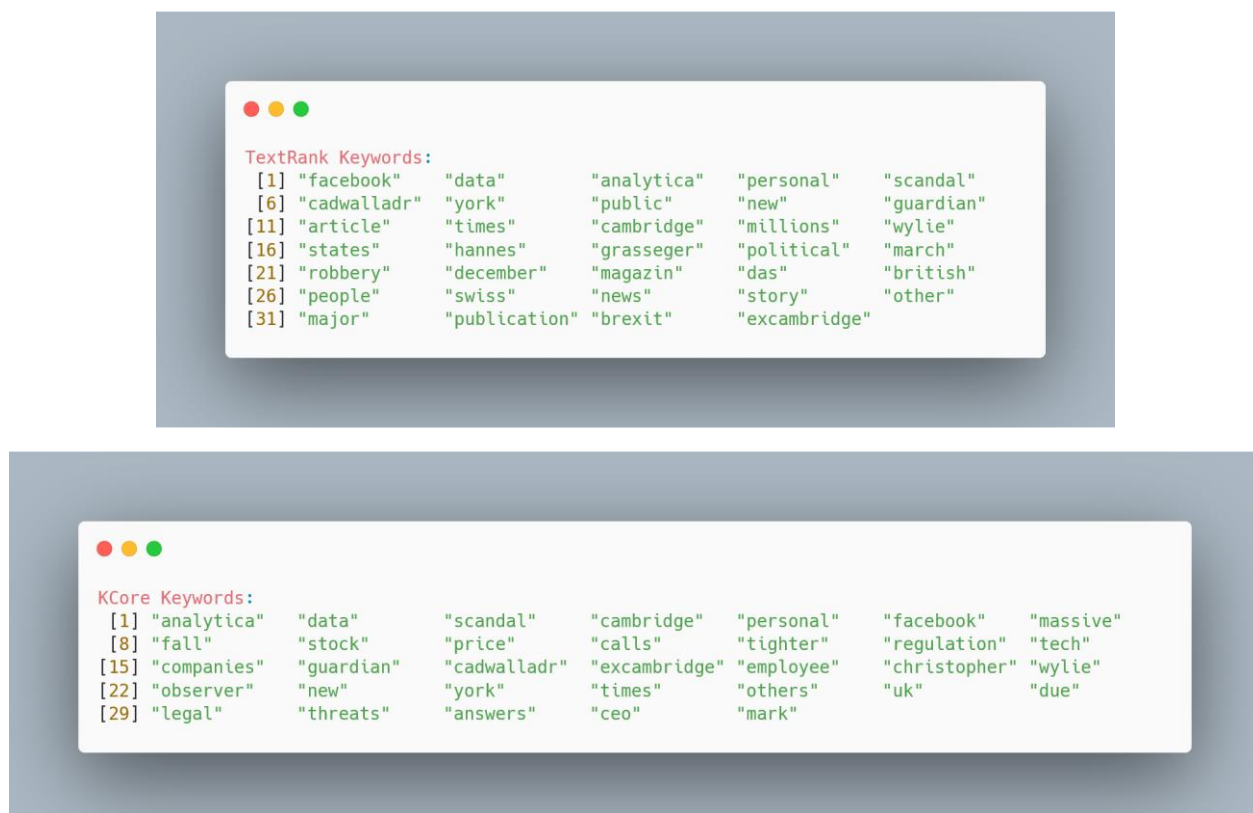 TextRank Keywords:
[1] "facebook" "data" "analytica" "personal" "scandal"
[6] "cadwalladr" "york" "public" "new" "guardian"
[11] "article" "times" "cambridge" "millions" "wylie"
[16] "states" "hannes" "grasseger" "political" "march"
[21] "robbery" "december" "magazin" "das" "british"
[26] "people" "swiss" "news" "story" "other"
[31] "major" "publication" "brexit" "excambridge"
KCore Keywords:
[1] "analytica" "data" "scandal" "cambridge" "personal" "facebook" "massive"
[8] "fall" "stock" "price" "calls" "tighter" "regulation" "tech"
[15] "companies" "guardian" "cadwalladr" "excambridge" "employee" "christopher" "wylie"
[22] "observer" "new" "york" "times" "others" "uk" "due"
[29] "legal" "threats" "answers" "ceo" "mark"